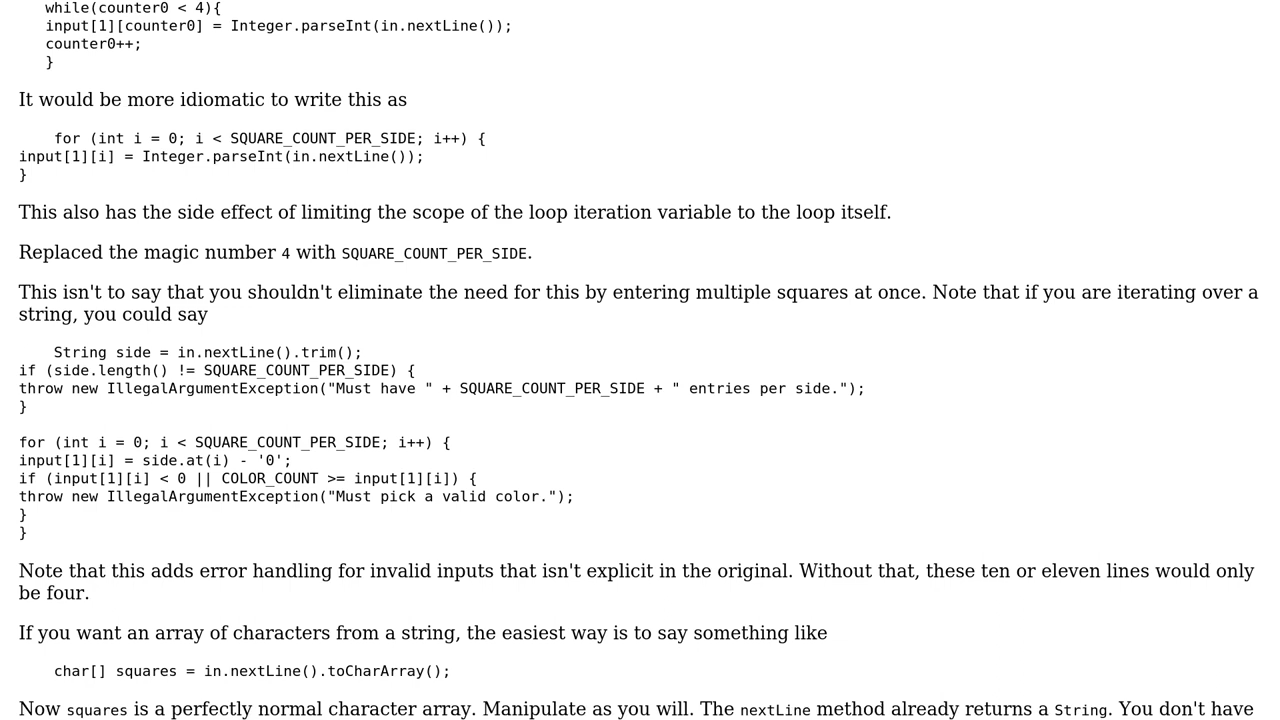 while(counter0 < 4){
input[1][counter0] = Integer.parseInt(in.nextLine());
counter0++;
}
It would be more idiomatic to write this as
for (int i = 0; i < SQUARE_COUNT_PER_SIDE; i++) {
input[1][i] = Integer.parseInt(in.nextLine());
}
This also has the side effect of limiting the scope of the loop iteration variable to the loop itself.
Replaced the magic number 4 with SQUARE_COUNT_PER_SIDE.
This isn't to say that you shouldn't eliminate the need for this by entering multiple squares at once. Note that if you are iterating over a
string, you could say
String side = in.nextLine().trim();
if (side.length() != SQUARE_COUNT_PER_SIDE) {
throw new IllegalArgumentException("Must have " + SQUARE_COUNT_PER_SIDE + " entries per side.");
}
for (int i = 0; i < SQUARE_COUNT_PER_SIDE; i++) {
input[1][i] = side.at(i) - '0';
if (input[1][i] < 0 || COLOR_COUNT >= input[1][i]) {
throw new IllegalArgumentException("Must pick a valid color.");
}
}
Note that this adds error handling for invalid inputs that isn't explicit in the original. Without that, these ten or eleven lines would only
be four.
If you want an array of characters from a string, the easiest way is to say something like
char[] squares = in.nextLine().toCharArray();
Now squares is a perfectly normal character array. Manipulate as you will. The nextLine method already returns a String. You don't have